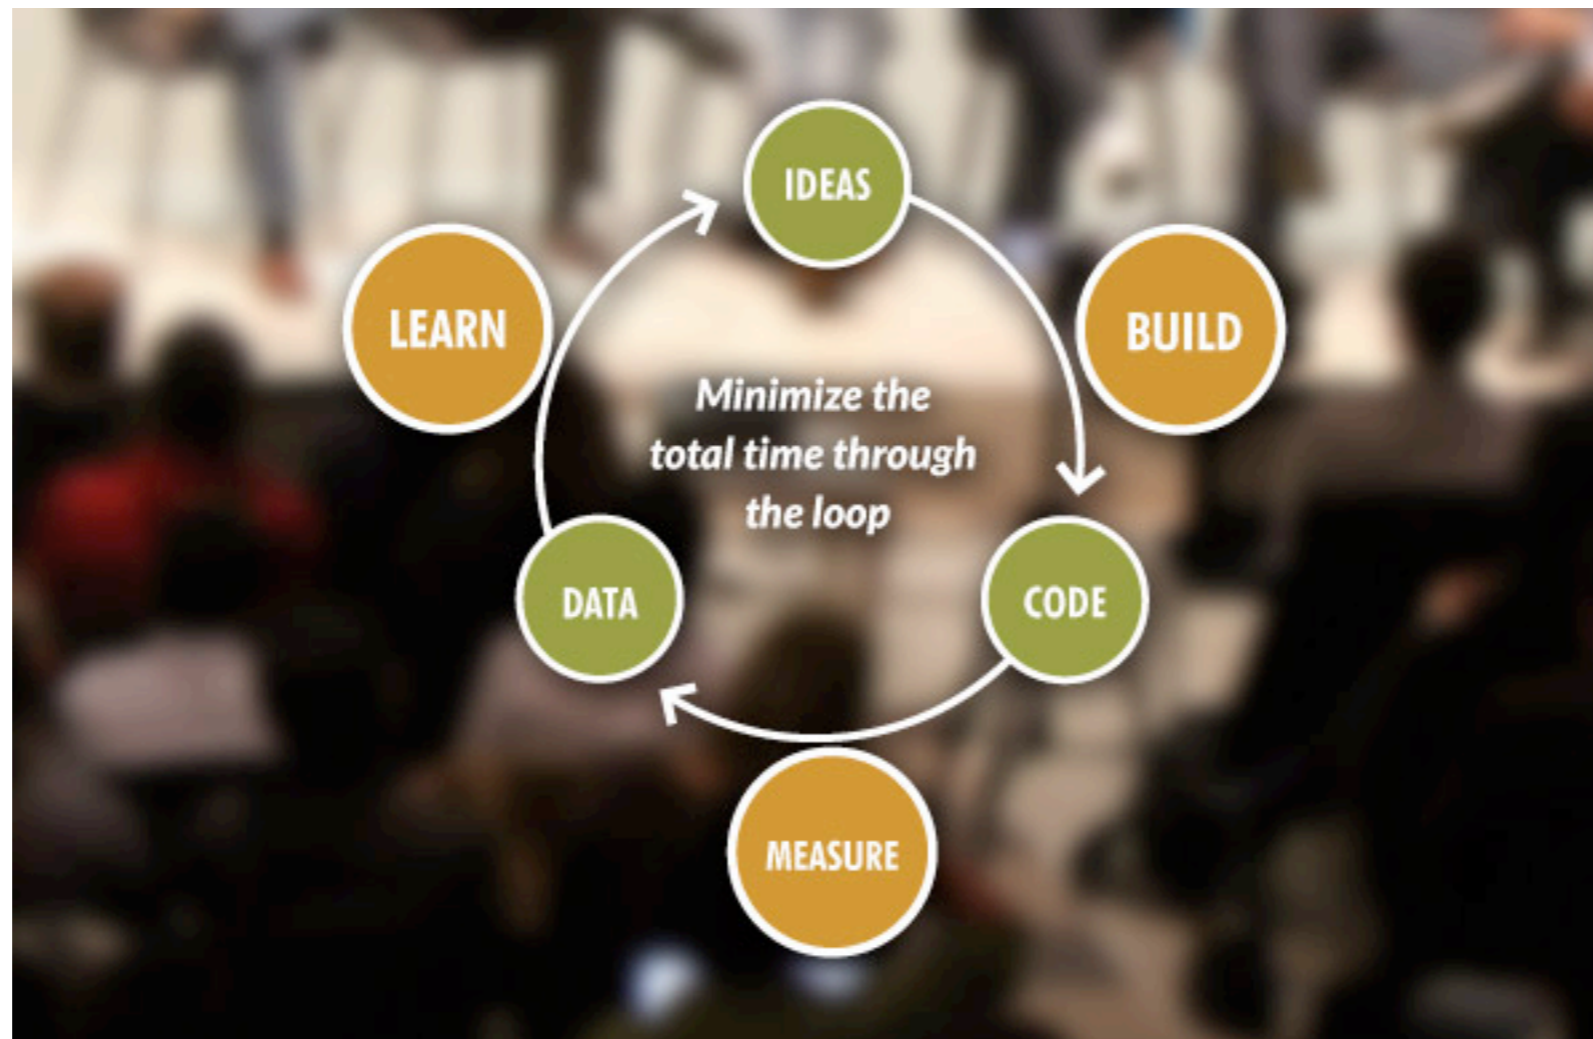 IDEAS
LEARN
BUILD
Minimize the
total time through
the loop
DATA
CODE
MEASURE